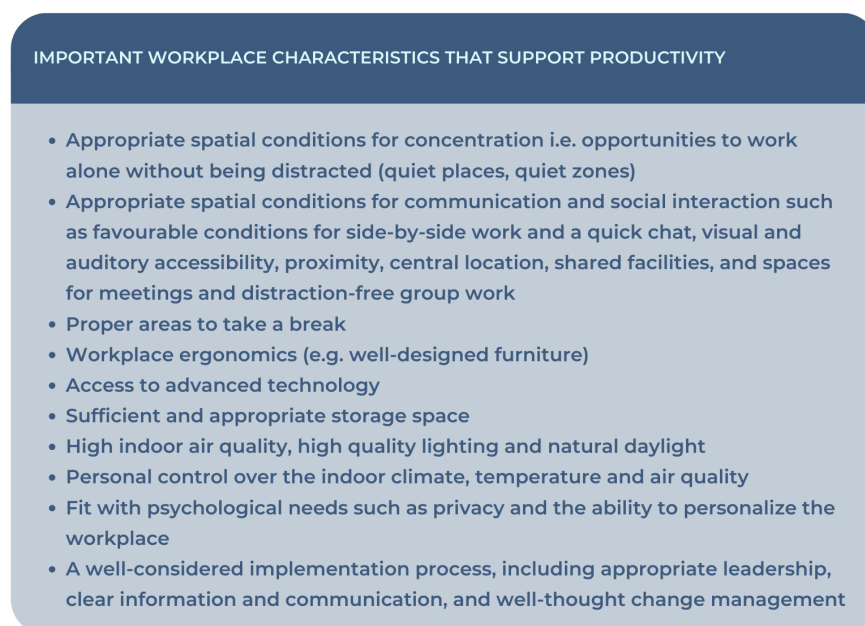 IMPORTANT WORKPLACE CHARACTERISTICS THAT SUPPORT PRODUCTIVITY
• Appropriate spatial conditions for concentration i.e. opportunities to work
alone without being distracted (quiet places, quiet zones)
• Appropriate spatial conditions for communication and social interaction such
as favourable conditions for side-by-side work and a quick chat, visual and
auditory accessibility, proximity, central location, shared facilities, and spaces
for meetings and distraction-free group work
• Proper areas to take a break
• Workplace ergonomics (e.g. well-designed furniture)
• Access to advanced technology
• Sufficient and appropriate storage space
• High indoor air quality, high quality lighting and natural daylight
• Personal control over the indoor climate, temperature and air quality
• Fit with psychological needs such as privacy and the ability to personalize the
workplace
• A well-considered implementation process, including appropriate leadership,
clear information and communication, and well-thought change management